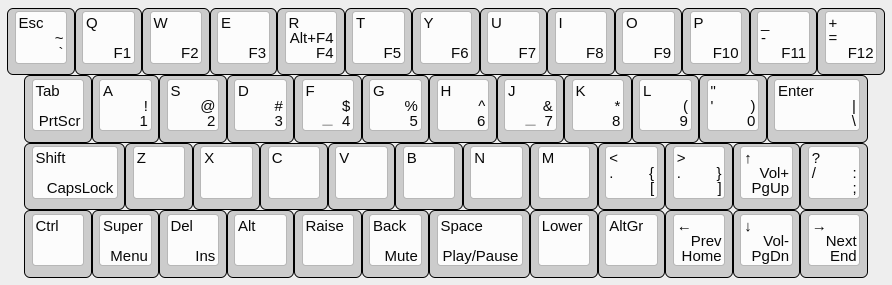 Esc
~
`
Q
F1
W
F2
E
F3
R
Alt+F4
F4
T
F5
Y
F6
U
F7
I
F8
O
F9
P
F10
_
-
F11
+
=
F12
Tab
PrtScr
A
!
1
S
@
2
D
#
3
F
$
_ 4
G
%
5
H
^
6
J
&
_ 7
K
*
8
L
(
9
"
' )
0
Enter
|
\
Shift
CapsLock
Z
X
C
V
B
N
M
<
. {
[
>
. }
]
↑
Vol+
PgUp
?
/ :
;
Ctrl
Super
Menu
Del
Ins
Alt
Raise
Back
Mute
Space
Play/Pause
Lower
AltGr
←
Prev
Home
↓
Vol-
PgDn
→
Next
End